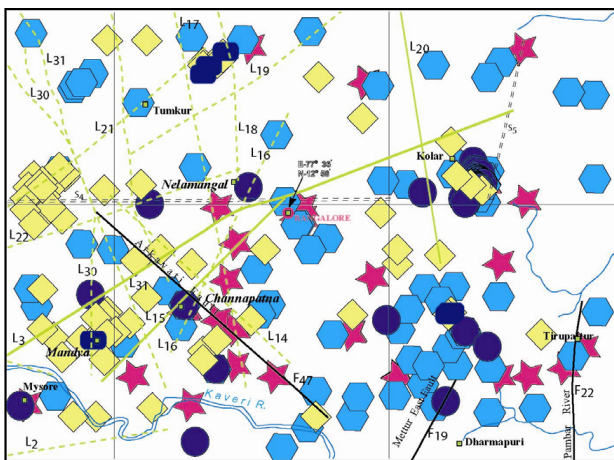 L17
L20
L31
L19
L30
L21
Tumkur
L18
S5
L16
E-77° 35'
N-12° 58'
Kolar
Nelamangal
S4
BANGALORE
L22
Arkavati
L30
L31
Channapatna
L15
L3
L16
L14
Tirupatur
Mandya
F47
Mysore
Kaveri R.
Mettur East Fault
F19
Pambar River
F22
L2
Dharmapuri